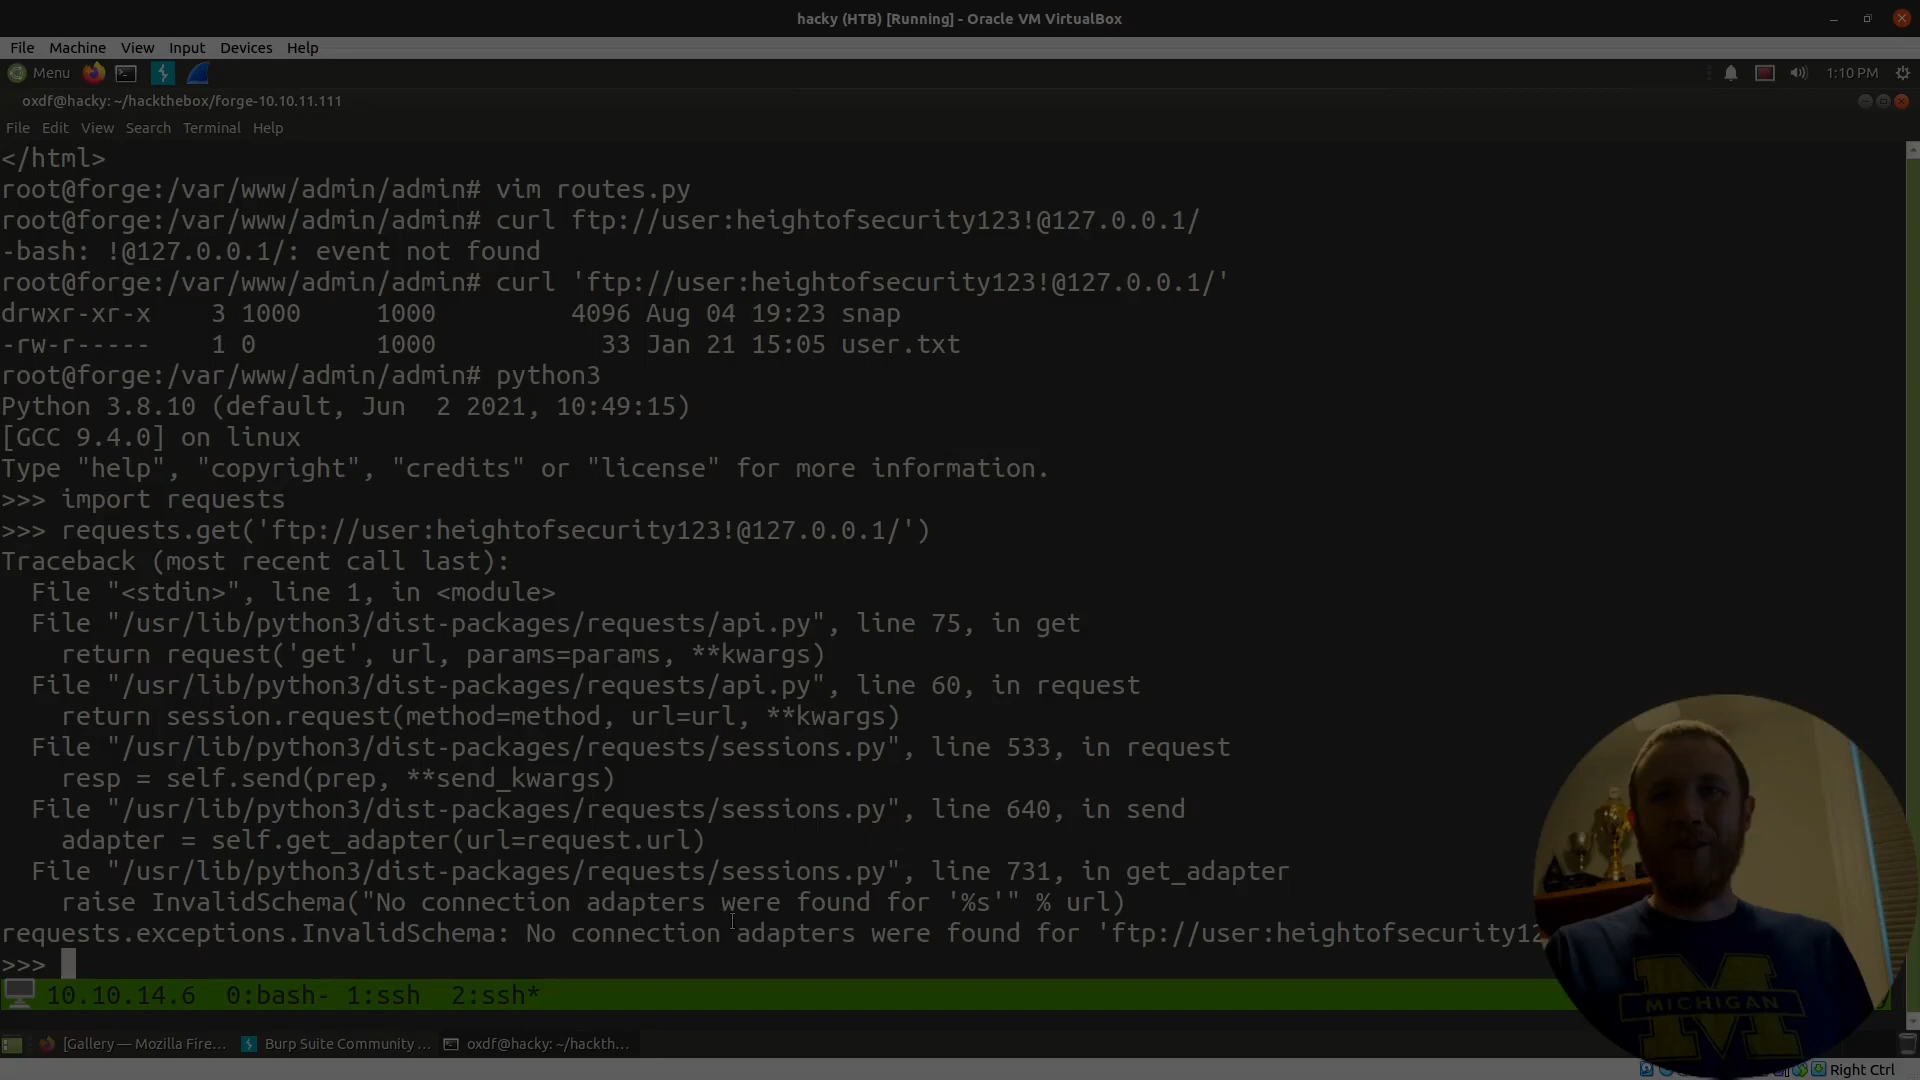 hacky (HTB) [Running] - Oracle VM VirtualBox
File Machine View Input Devices Help
Menu 1:10 PM
oxdf@hacky: ~/hackthebox/forge-10.10.11.111
File Edit View Search Terminal Help
</html>
root@forge:/var/www/admin/admin# vim routes.py
root@forge:/var/www/admin/admin# curl ftp://user:heightofsecurity123!@127.0.0.1/
-bash: !@127.0.0.1/: event not found
root@forge:/var/www/admin/admin# curl 'ftp://user:heightofsecurity123!@127.0.0.1/'
drwxr-xr-x    3 1000     1000         4096 Aug 04 19:23 snap
-rw-r-----    1 0        1000           33 Jan 21 15:05 user.txt
root@forge:/var/www/admin/admin# python3
Python 3.8.10 (default, Jun  2 2021, 10:49:15)
[GCC 9.4.0] on linux
Type "help", "copyright", "credits" or "license" for more information.
>>> import requests
>>> requests.get('ftp://user:heightofsecurity123!@127.0.0.1/')
Traceback (most recent call last):
  File "<stdin>", line 1, in <module>
  File "/usr/lib/python3/dist-packages/requests/api.py", line 75, in get
    return request('get', url, params=params, **kwargs)
  File "/usr/lib/python3/dist-packages/requests/api.py", line 60, in request
    return session.request(method=method, url=url, **kwargs)
  File "/usr/lib/python3/dist-packages/requests/sessions.py", line 533, in request
    resp = self.send(prep, **send_kwargs)
  File "/usr/lib/python3/dist-packages/requests/sessions.py", line 640, in send
    adapter = self.get_adapter(url=request.url)
  File "/usr/lib/python3/dist-packages/requests/sessions.py", line 731, in get_adapter
    raise InvalidSchema("No connection adapters were found for '%s'" % url)
requests.exceptions.InvalidSchema: No connection adapters were found for 'ftp://user:heightofsecurity12
>>>
10.10.14.6  0:bash- 1:ssh  2:ssh*
M
MICHIGAN
[Gallery — Mozilla Fire... Burp Suite Community ... oxdf@hacky: ~/hackth...
Right Ctrl